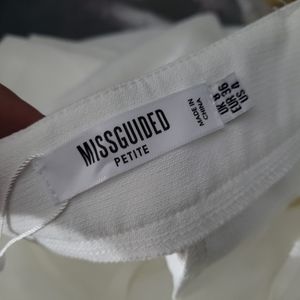 MISSGUIDED
PETITE
MADE IN
CHINA
UK 8
EUR 36
US 4